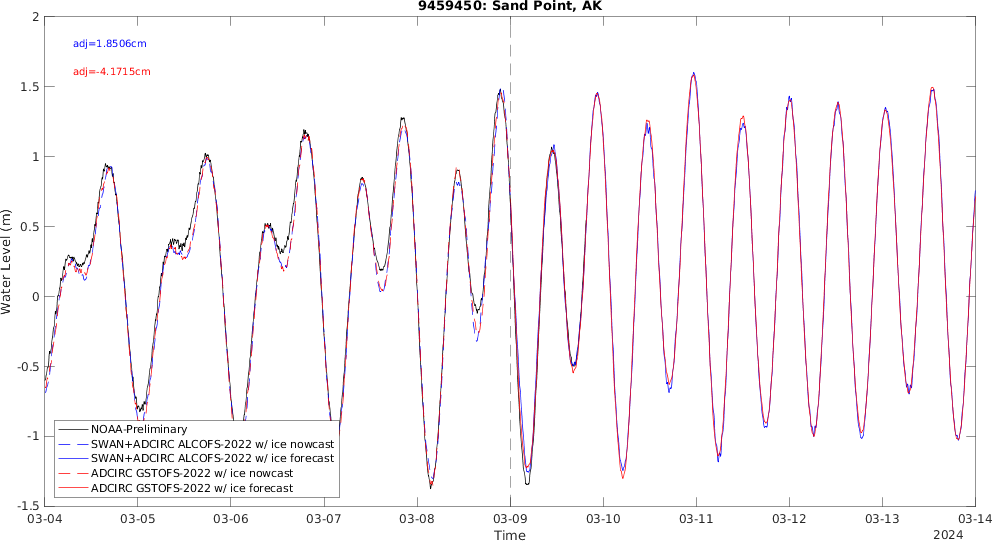 9459450: Sand Point, AK
adj=1.8506cm
adj=-4.1715cm
Water Level (m)
2
1.5
1
0.5
0
-0.5
-1
-1.5
NOAA-Preliminary
SWAN+ADCIRC ALCOFS-2022 w/ ice nowcast
SWAN+ADCIRC ALCOFS-2022 w/ ice forecast
ADCIRC GSTOFS-2022 w/ ice nowcast
ADCIRC GSTOFS-2022 w/ ice forecast
03-04 03-05 03-06 03-07 03-08 03-09 03-10 03-11 03-12 03-13 03-14
Time
2024